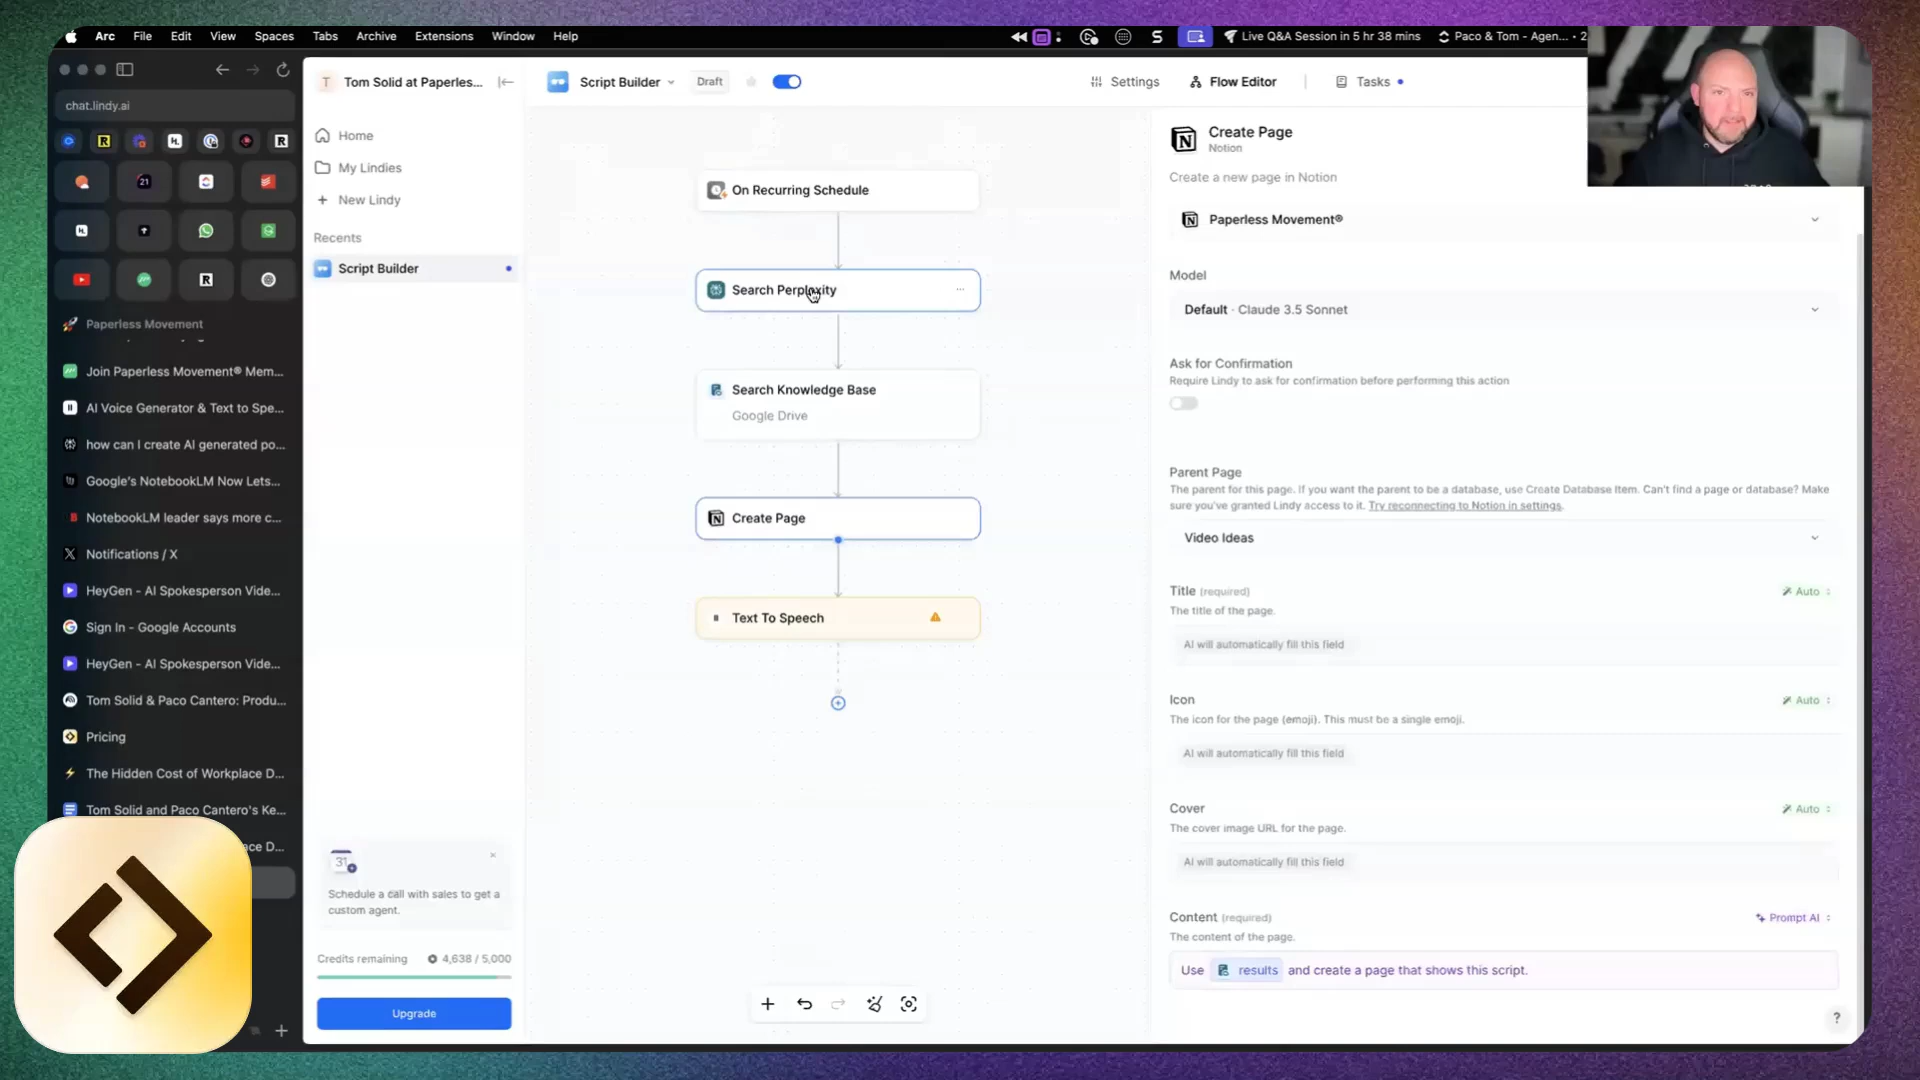 Arc File Edit View Spaces Tabs Archive Extensions Window Help
Live Q&A Session in 5 hr 38 mins
Paco & Tom - Agen... • 2
chat.lindy.ai
21
Paperless Movement
Join Paperless Movement® Mem...
AI Voice Generator & Text to Spe...
how can I create AI generated po...
Google's NotebookLM Now Lets...
NotebookLM leader says more c...
Notifications / X
HeyGen - AI Spokesperson Vide...
Sign In - Google Accounts
HeyGen - AI Spokesperson Vide...
Tom Solid & Paco Cantero: Produ...
Pricing
The Hidden Cost of Workplace D...
Tom Solid and Paco Cantero's Ke...
ace D...
T Tom Solid at Paperles...
Home
My Lindies
New Lindy
Recents
Script Builder
31
Schedule a call with sales to get a
custom agent.
Credits remaining 4,638 / 5,000
Upgrade
Script Builder Draft
Settings Flow Editor Tasks
On Recurring Schedule
Search Perplexity
Search Knowledge Base
Google Drive
Create Page
Text To Speech
Create Page
Notion
Create a new page in Notion
Paperless Movement®
Model
Default · Claude 3.5 Sonnet
Ask for Confirmation
Require Lindy to ask for confirmation before performing this action
Parent Page
The parent for this page. If you want the parent to be a database, use Create Database Item. Can't find a page or database? Make
sure you've granted Lindy access to it. Try reconnecting to Notion in settings.
Video Ideas
Title (required) Auto
The title of the page.
AI will automatically fill this field
Icon Auto
The icon for the page (emoji). This must be a single emoji.
AI will automatically fill this field
Cover Auto
The cover image URL for the page.
AI will automatically fill this field
Content (required) Prompt AI
The content of the page.
Use results and create a page that shows this script.
?